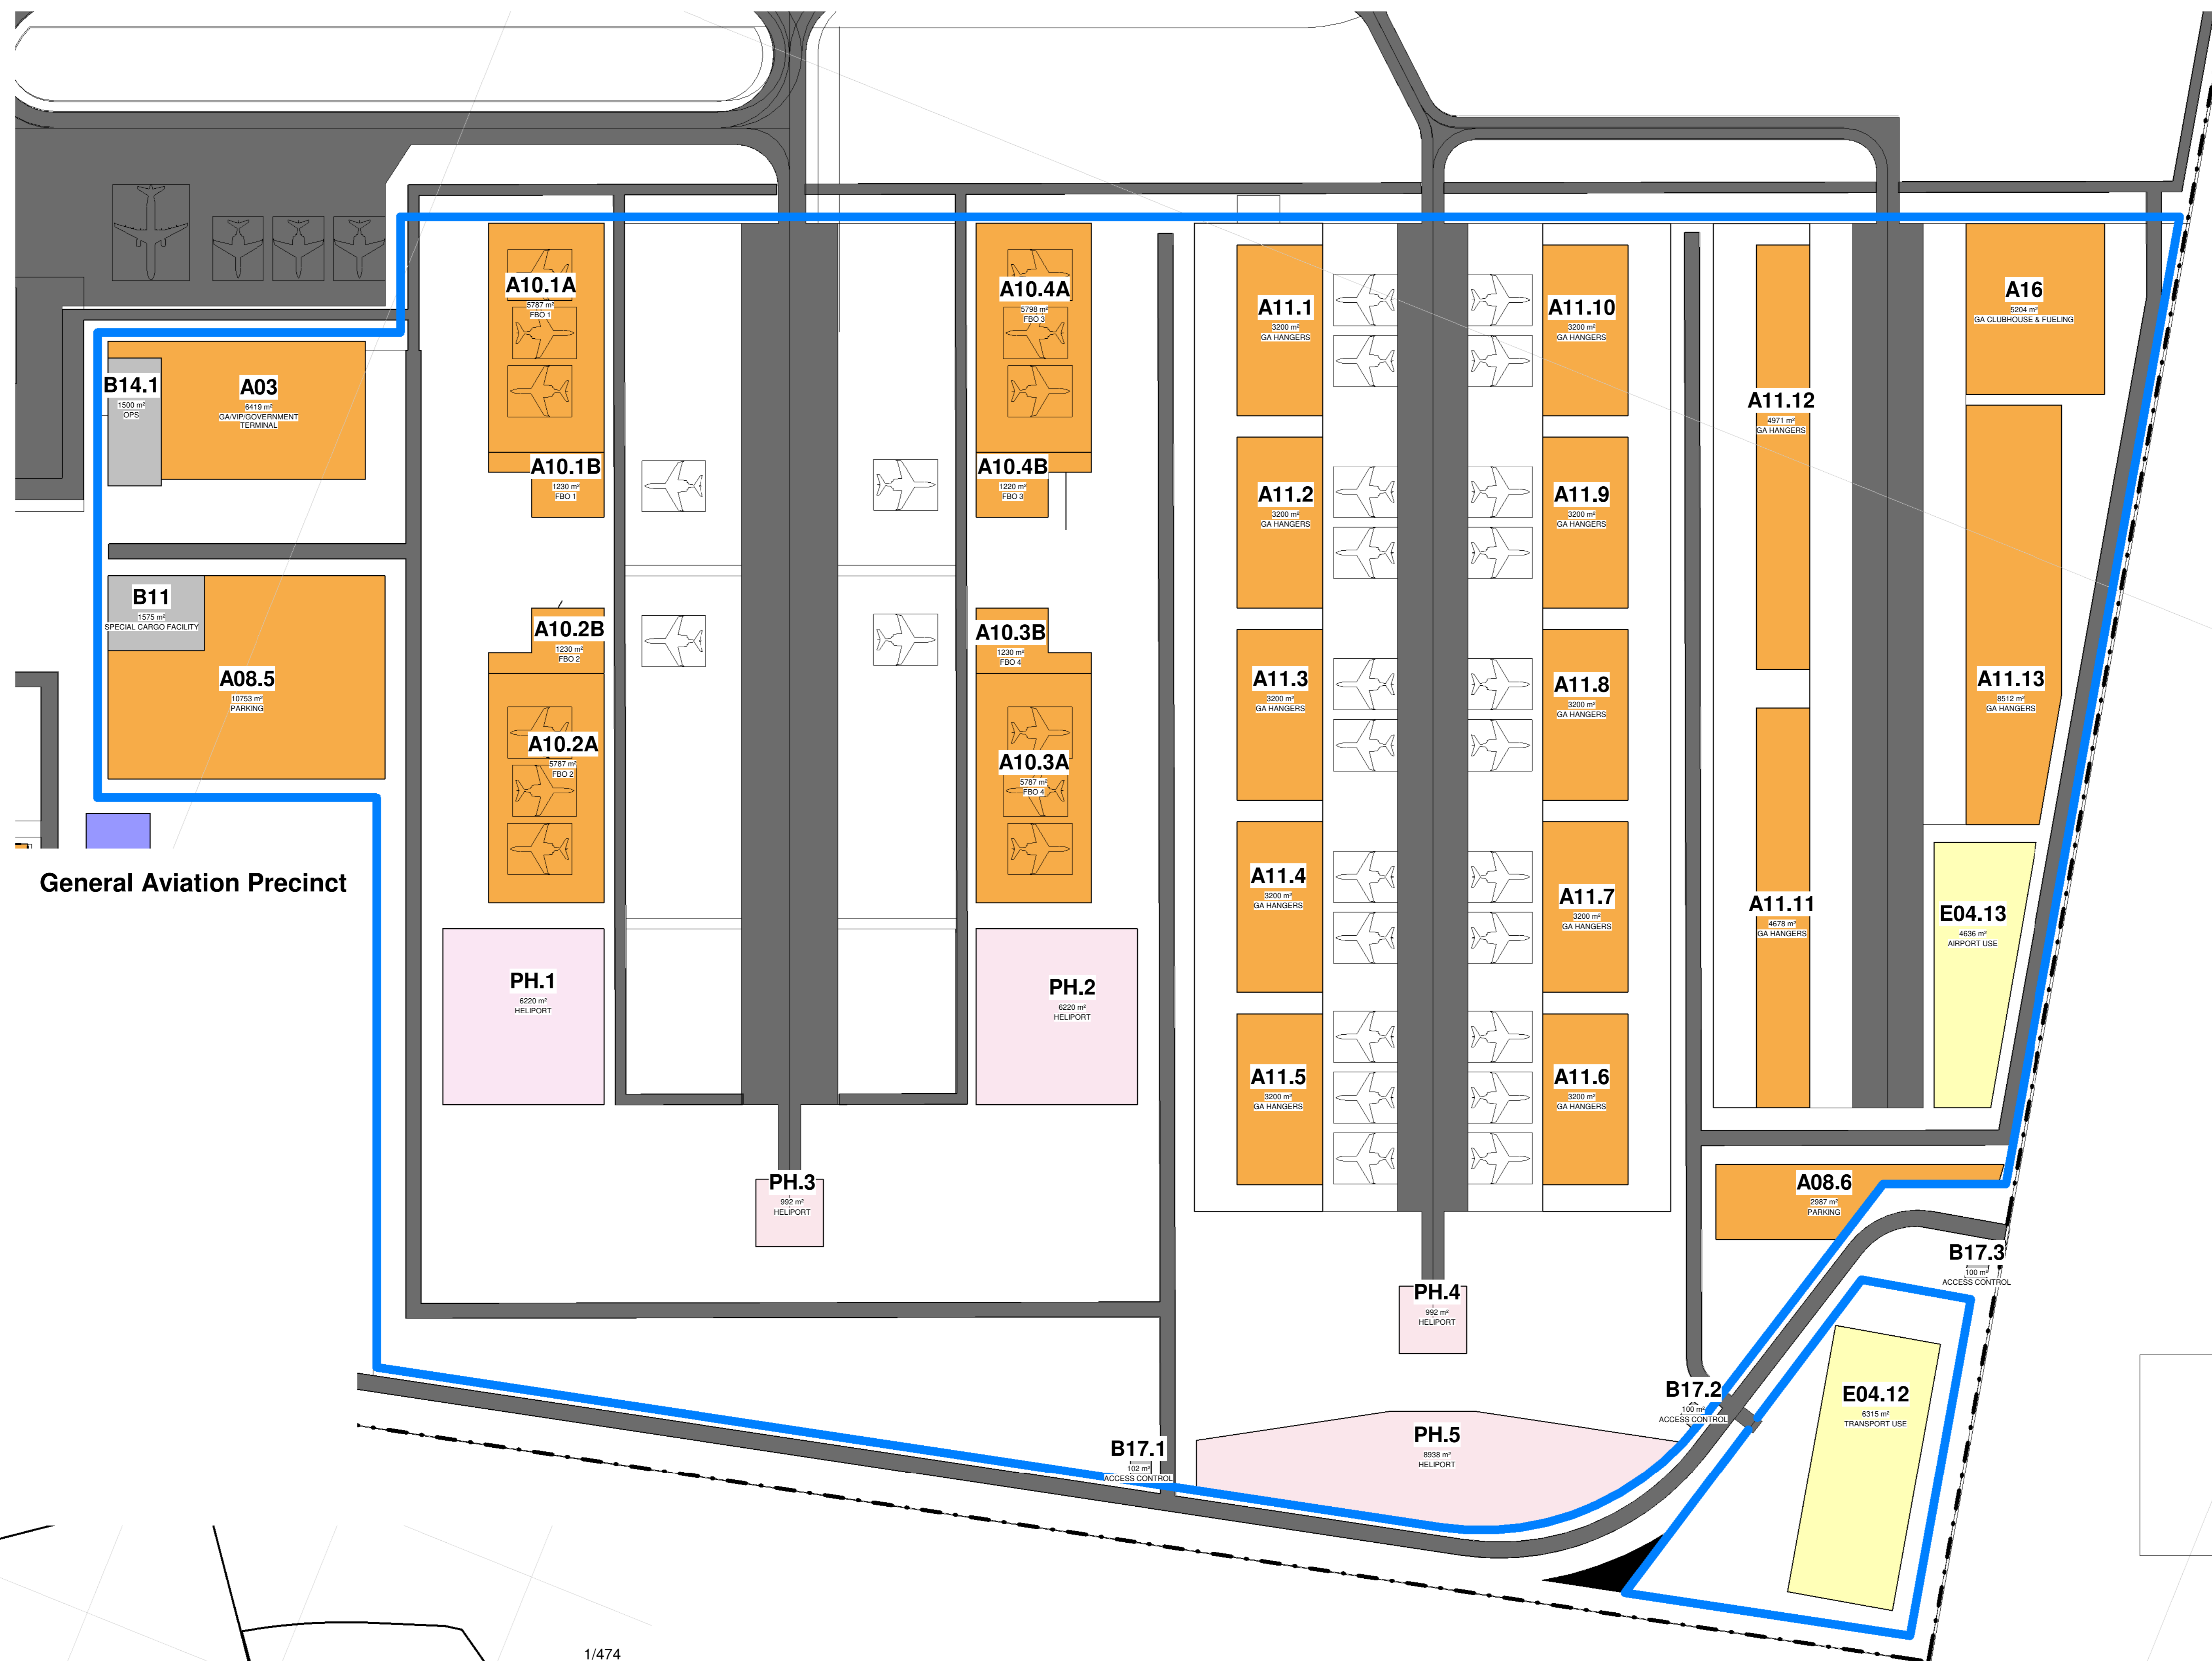 A10.1A
5787 m²
FBO 1
A10.4A
5798 m²
FBO 3
A11.1
3200 m²
GA HANGERS
A11.10
3200 m²
GA HANGERS
A16
5204 m²
GA CLUBHOUSE & FUELING
B14.1
1500 m²
OPS
A03
6419 m²
GA/VIP/GOVERNMENT
TERMINAL
A11.12
4971 m²
GA HANGERS
A10.1B
1230 m²
FBO 1
A10.4B
1220 m²
FBO 3
A11.2
3200 m²
GA HANGERS
A11.9
3200 m²
GA HANGERS
B11
1575 m²
SPECIAL CARGO FACILITY
A10.2B
1230 m²
FBO 2
A10.3B
1230 m²
FBO 4
A08.5
10753 m²
PARKING
A11.3
3200 m²
GA HANGERS
A11.8
3200 m²
GA HANGERS
A11.13
8512 m²
GA HANGERS
A10.2A
5787 m²
FBO 2
A10.3A
5787 m²
FBO 4
General Aviation Precinct
A11.4
3200 m²
GA HANGERS
A11.7
3200 m²
GA HANGERS
A11.11
4678 m²
GA HANGERS
E04.13
4636 m²
AIRPORT USE
PH.1
6220 m²
HELIPORT
PH.2
6220 m²
HELIPORT
A11.5
3200 m²
GA HANGERS
A11.6
3200 m²
GA HANGERS
PH.3
992 m²
HELIPORT
A08.6
2987 m²
PARKING
B17.3
100 m²
ACCESS CONTROL
PH.4
992 m²
HELIPORT
B17.2
100 m²
ACCESS CONTROL
E04.12
6315 m²
TRANSPORT USE
B17.1
102 m²
ACCESS CONTROL
PH.5
8938 m²
HELIPORT
1/474